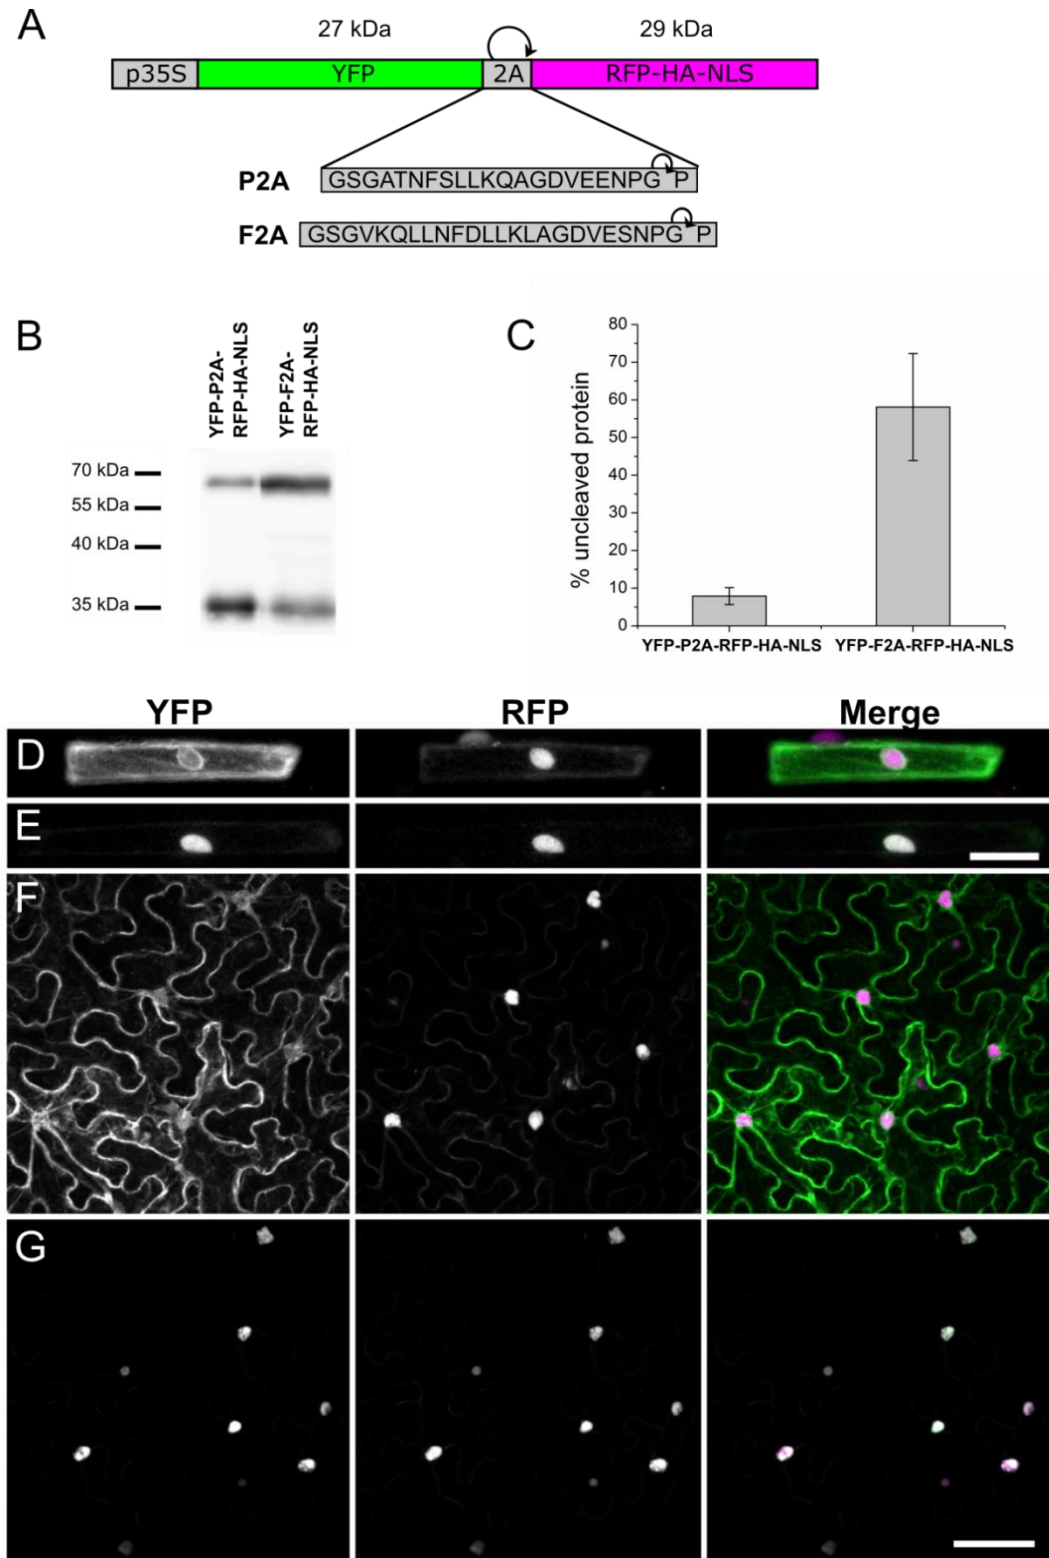 A
27 kDa
29 kDa
p35S YFP 2A RFP-HA-NLS
P2A GSGATNFSLLKQAGDVEENPG P
F2A GSGVKQLLNFDLLKLAGDVESNPG P
B
YFP-P2A-
RFP-HA-NLS
YFP-F2A-
RFP-HA-NLS
70 kDa
55 kDa
40 kDa
35 kDa
C
% uncleaved protein
80
70
60
50
40
30
20
10
0
YFP-P2A-RFP-HA-NLS YFP-F2A-RFP-HA-NLS
YFP RFP Merge
D
E
F
G